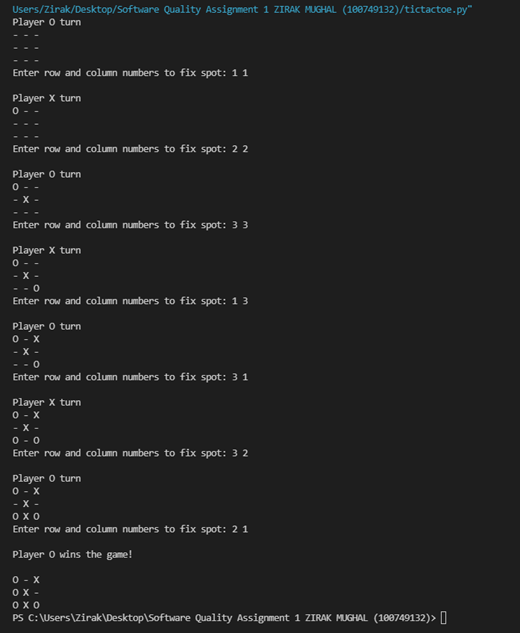 Users/Zirak/Desktop/Software Quality Assignment 1 ZIRAK MUGHAL (100749132)/tictactoe.py"
Player O turn
- - -
- - -
- - -
Enter row and column numbers to fix spot: 1 1
Player X turn
O - -
- - -
- - -
Enter row and column numbers to fix spot: 2 2
Player O turn
O - -
- X -
- - -
Enter row and column numbers to fix spot: 3 3
Player X turn
O - -
- X -
- - O
Enter row and column numbers to fix spot: 1 3
Player O turn
O - X
- X -
- - O
Enter row and column numbers to fix spot: 3 1
Player X turn
O - X
- X -
O - O
Enter row and column numbers to fix spot: 3 2
Player O turn
O - X
- X -
O X O
Enter row and column numbers to fix spot: 2 1
Player O wins the game!
O - X
O X -
O X O
PS C:\Users\Zirak\Desktop\Software Quality Assignment 1 ZIRAK MUGHAL (100749132)>